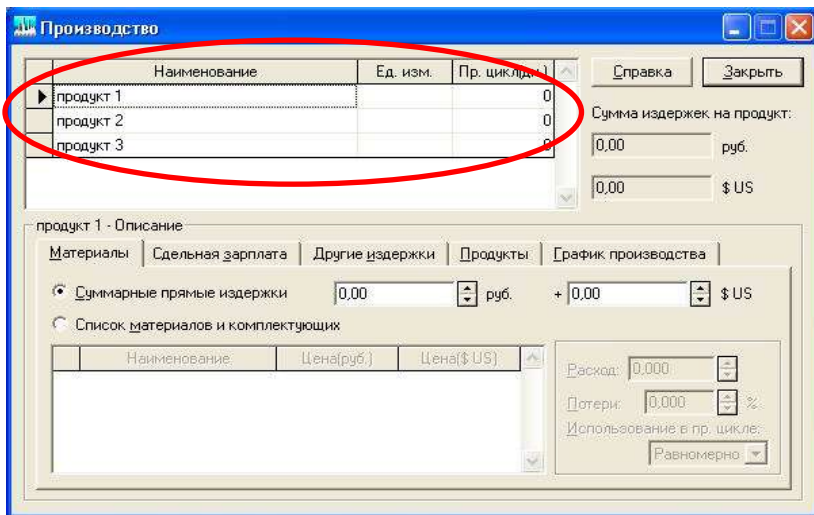 Производство
Наименование Ед. изм. Пр. цикл(дн.)
продукт 1 0
продукт 2 0
продукт 3 0
Справка Закрыть
Сумма издержек на продукт:
0,00 руб.
0,00 $ US
продукт 1 - Описание
Материалы Сдельная зарплата Другие издержки Продукты График производства
Суммарные прямые издержки 0,00 руб. + 0,00 $ US
Список материалов и комплектующих
Наименование Цена(руб.) Цена($ US)
Расход: 0,000
Потери: 0,000 %
Использование в пр. цикле:
Равномерно